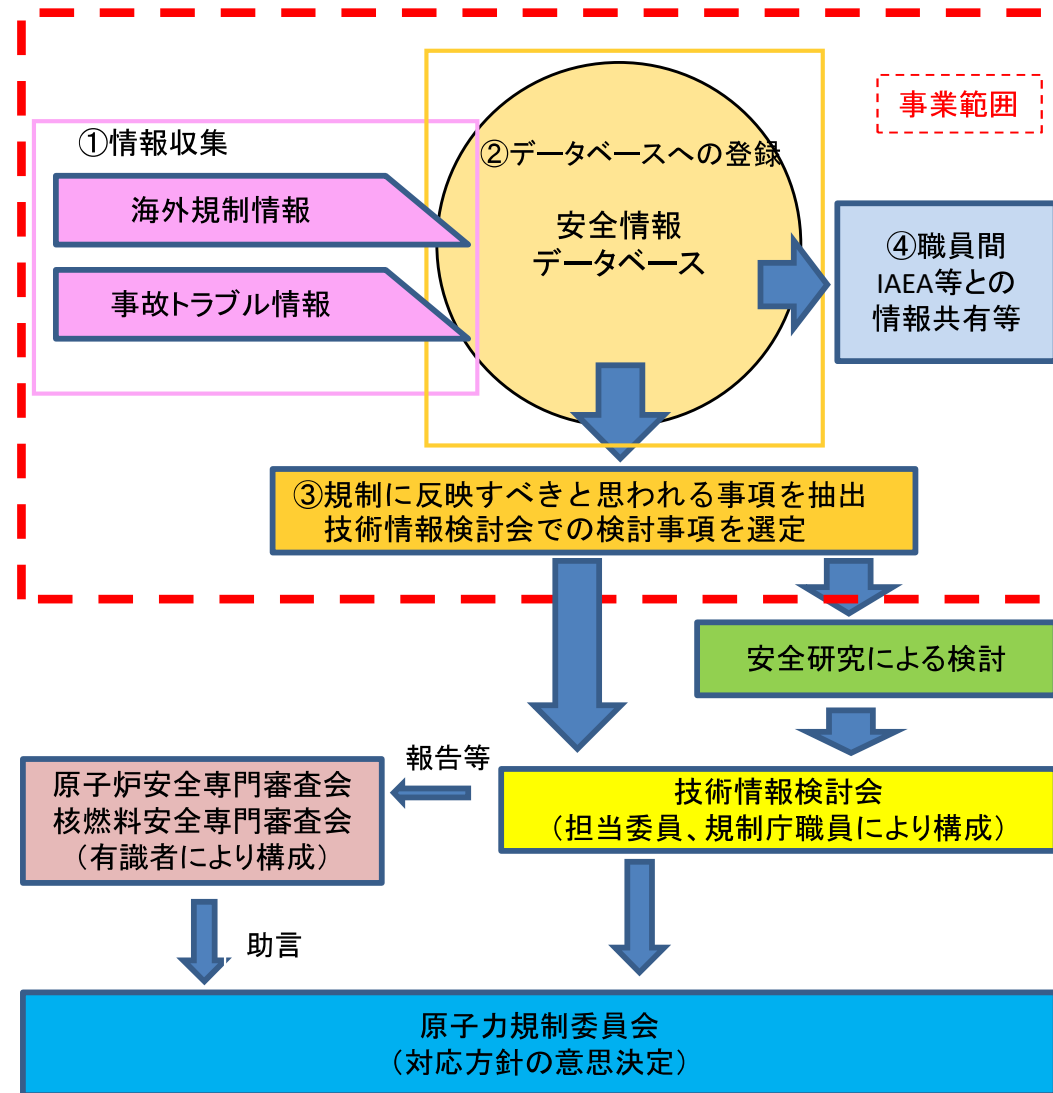 事業範囲
①情報収集
海外規制情報
事故トラブル情報
②データベースへの登録
安全情報
データベース
④職員間
IAEA等との
情報共有等
③規制に反映すべきと思われる事項を抽出
技術情報検討会での検討事項を選定
安全研究による検討
報告等
技術情報検討会
（担当委員、規制庁職員により構成）
原子炉安全専門審査会
核燃料安全専門審査会
（有識者により構成）
助言
原子力規制委員会
（対応方針の意思決定）